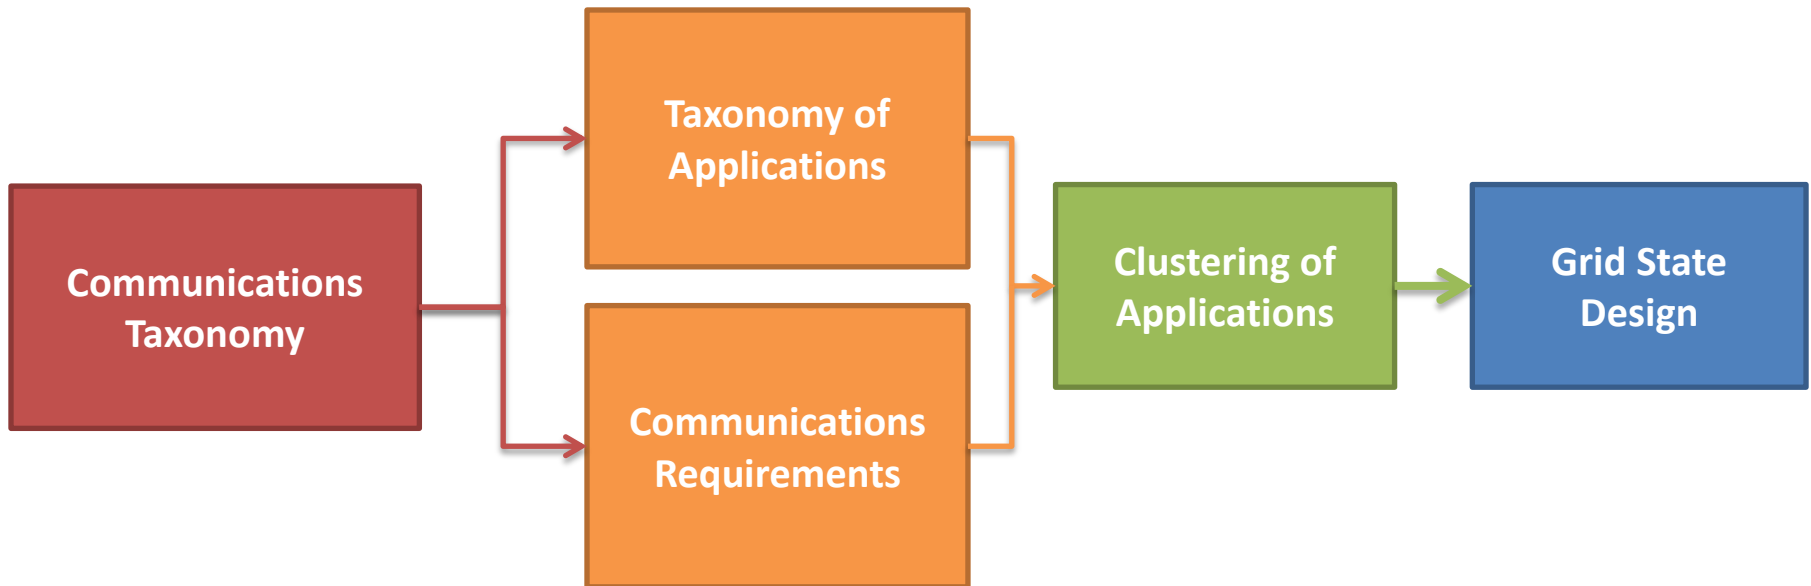 Communications
Taxonomy
Taxonomy of
Applications
Communications
Requirements
Clustering of
Applications
Grid State
Design